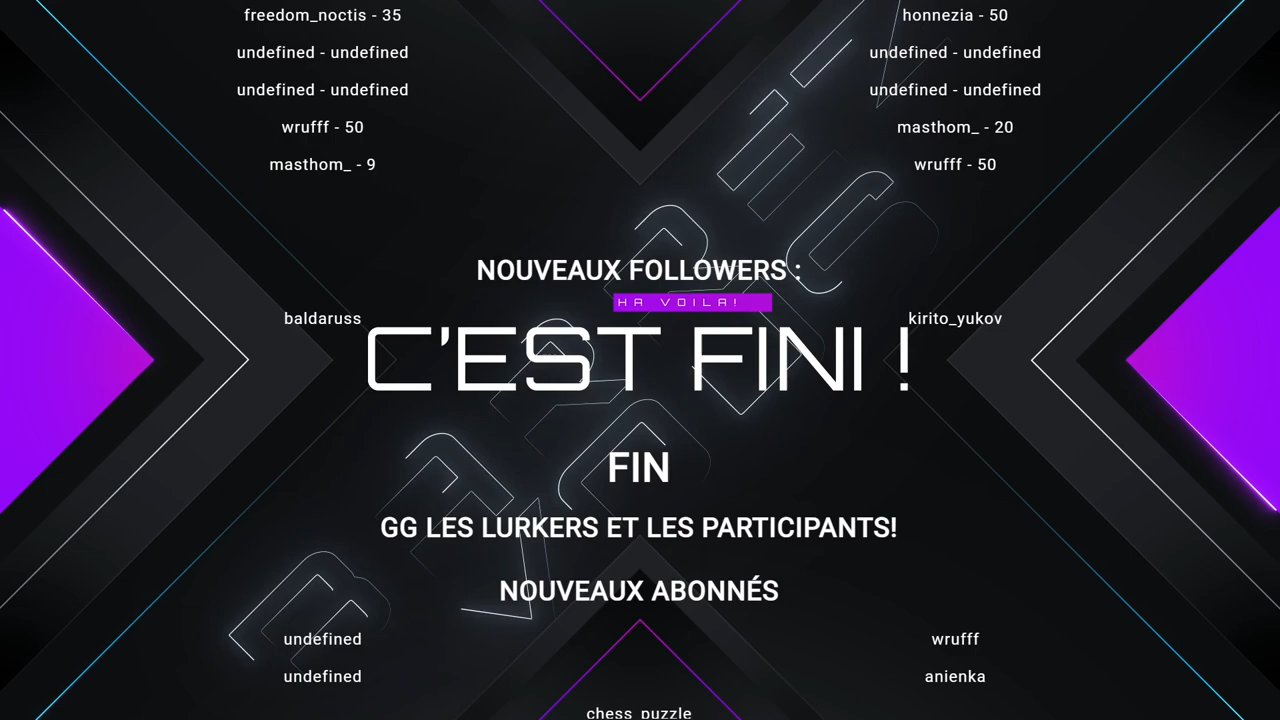 freedom_noctis - 35 honnezia - 50
undefined - undefined undefined - undefined
undefined - undefined undefined - undefined
wrufff - 50 masthom_ - 20
masthom_ - 9 wrufff - 50
NOUVEAUX FOLLOWERS :
HA VOILA!
baldaruss kirito_yukov
C'EST FINI !
FIN
GG LES LURKERS ET LES PARTICIPANTS!
NOUVEAUX ABONNÉS
undefined wrufff
undefined anienka
chess_puzzle